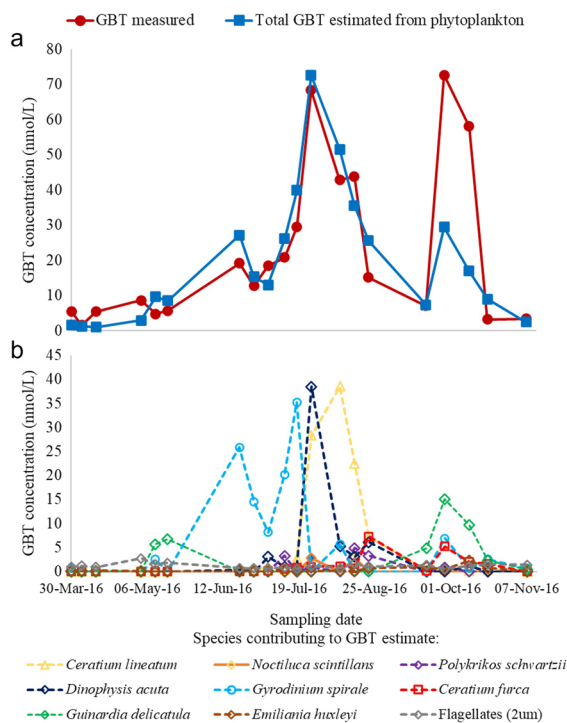 GBT measured Total GBT estimated from phytoplankton
a
GBT concentration (nmol/L)
80
70
60
50
40
30
20
10
0
b
GBT concentration (nmol/L)
45
40
35
30
25
20
15
10
5
0
30-Mar-16 06-May-16 12-Jun-16 19-Jul-16 25-Aug-16 01-Oct-16 07-Nov-16
Sampling date
Species contributing to GBT estimate:
Ceratium lineatum Noctiluca scintillans Polykrikos schwartzii
Dinophysis acuta Gyrodinium spirale Ceratium furca
Guinardia delicatula Emiliania huxleyi Flagellates (2um)